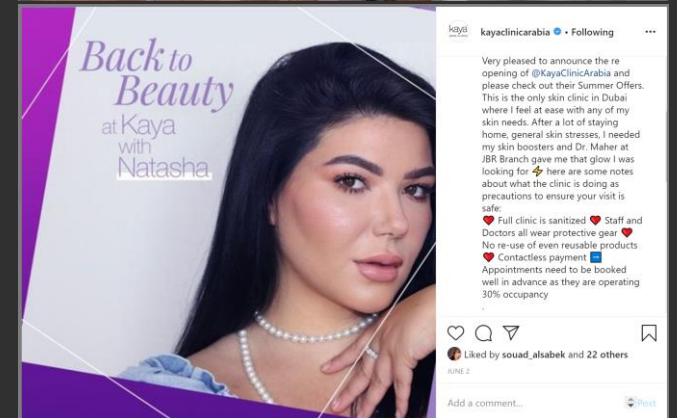 Back to
Beauty
at Kaya
with
Natasha
kaya
kayaclinicarabia • Following
Very pleased to announce the re
opening of @KayaClinicArabia and
please check out their Summer Offers.
This is the only skin clinic in Dubai
where I feel at ease with any of my
skin needs. After a lot of staying
home, general skin stresses, I needed
my skin boosters and Dr. Maher at
JBR Branch gave me that glow I was
looking for ⚡ here are some notes
about what the clinic is doing as
precautions to ensure your visit is
safe:
♥️ Full clinic is sanitized ♥️ Staff and
Doctors all wear protective gear ♥️
No re-use of even reusable products
♥️ Contactless payment ➡️
Appointments need to be booked
well in advance as they are operating
30% occupancy
.
Liked by souad_alsabek and 22 others
JUNE 2
Add a comment...
Post